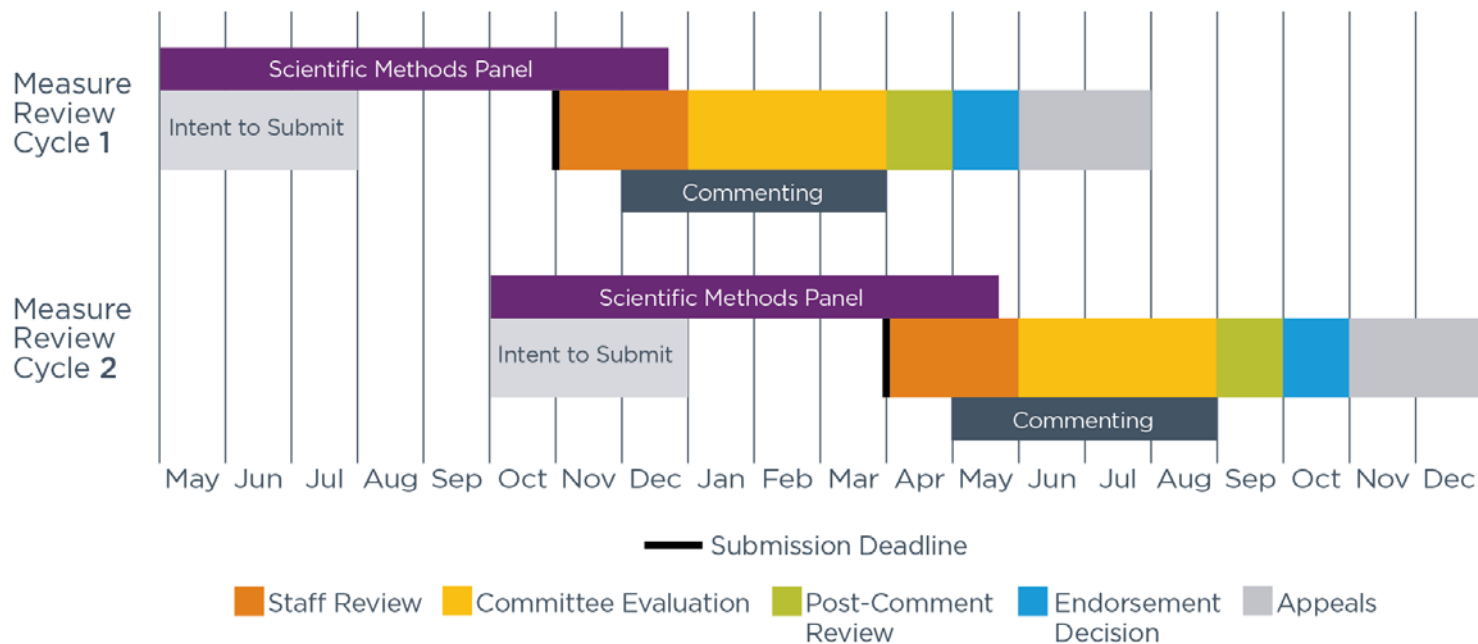 Scientific Methods Panel
Measure
Review
Cycle 1
Intent to Submit
Commenting
Scientific Methods Panel
Measure
Review
Cycle 2
Intent to Submit
Commenting
May Jun Jul Aug Sep Oct Nov Dec Jan Feb Mar Apr May Jun Jul Aug Sep Oct Nov Dec
Submission Deadline
Staff Review
Committee Evaluation
Post-Comment
Review
Endorsement
Decision
Appeals